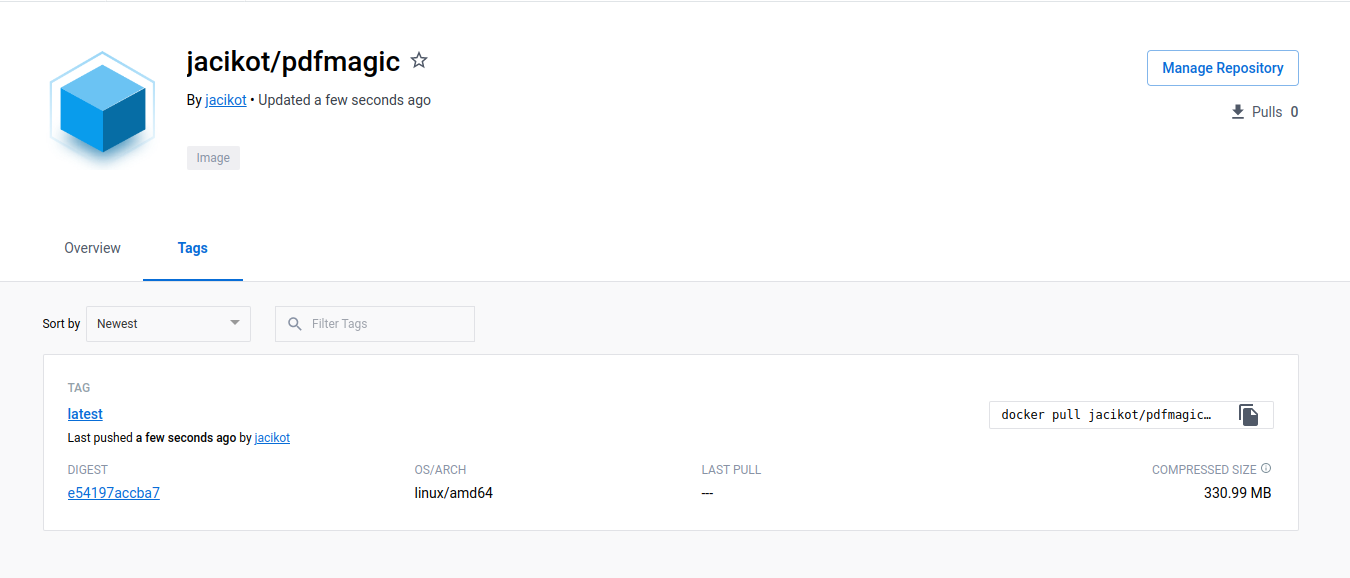 jacikot/pdfmagic
Manage Repository
By jacikot • Updated a few seconds ago
Pulls 0
Image
Overview Tags
Sort by Newest Filter Tags
TAG
latest
docker pull jacikot/pdfmagic…
Last pushed a few seconds ago by jacikot
DIGEST OS/ARCH LAST PULL COMPRESSED SIZE
e54197accba7 linux/amd64 --- 330.99 MB